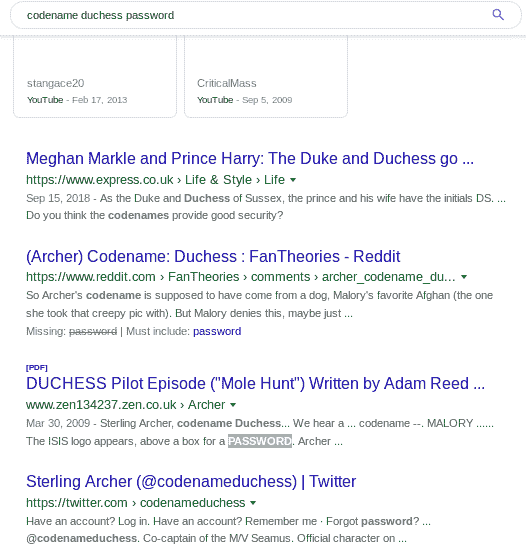 codename duchess password
stangace20
CriticalMass
YouTube - Feb 17, 2013
YouTube - Sep 5, 2009
Meghan Markle and Prince Harry: The Duke and Duchess go ...
https://www.express.co.uk › Life & Style › Life
Sep 15, 2018 - As the Duke and Duchess of Sussex, the prince and his wife have the initials DS. ...
Do you think the codenames provide good security?
(Archer) Codename: Duchess : FanTheories - Reddit
https://www.reddit.com › FanTheories › comments › archer_codename_du...
So Archer's codename is supposed to have come from a dog, Malory's favorite Afghan (the one
she took that creepy pic with). But Malory denies this, maybe just ...
Missing: password | Must include: password
[PDF]
DUCHESS Pilot Episode ("Mole Hunt") Written by Adam Reed ...
www.zen134237.zen.co.uk › Archer
Mar 30, 2009 - Sterling Archer, codename Duchess... We hear a ... codename --. MALORY ......
The ISIS logo appears, above a box for a PASSWORD. Archer ...
Sterling Archer (@codenameduchess) | Twitter
https://twitter.com › codenameduchess
Have an account? Log in. Have an account? Remember me · Forgot password? ...
@codenameduchess. Co-captain of the M/V Seamus. Official character on ...